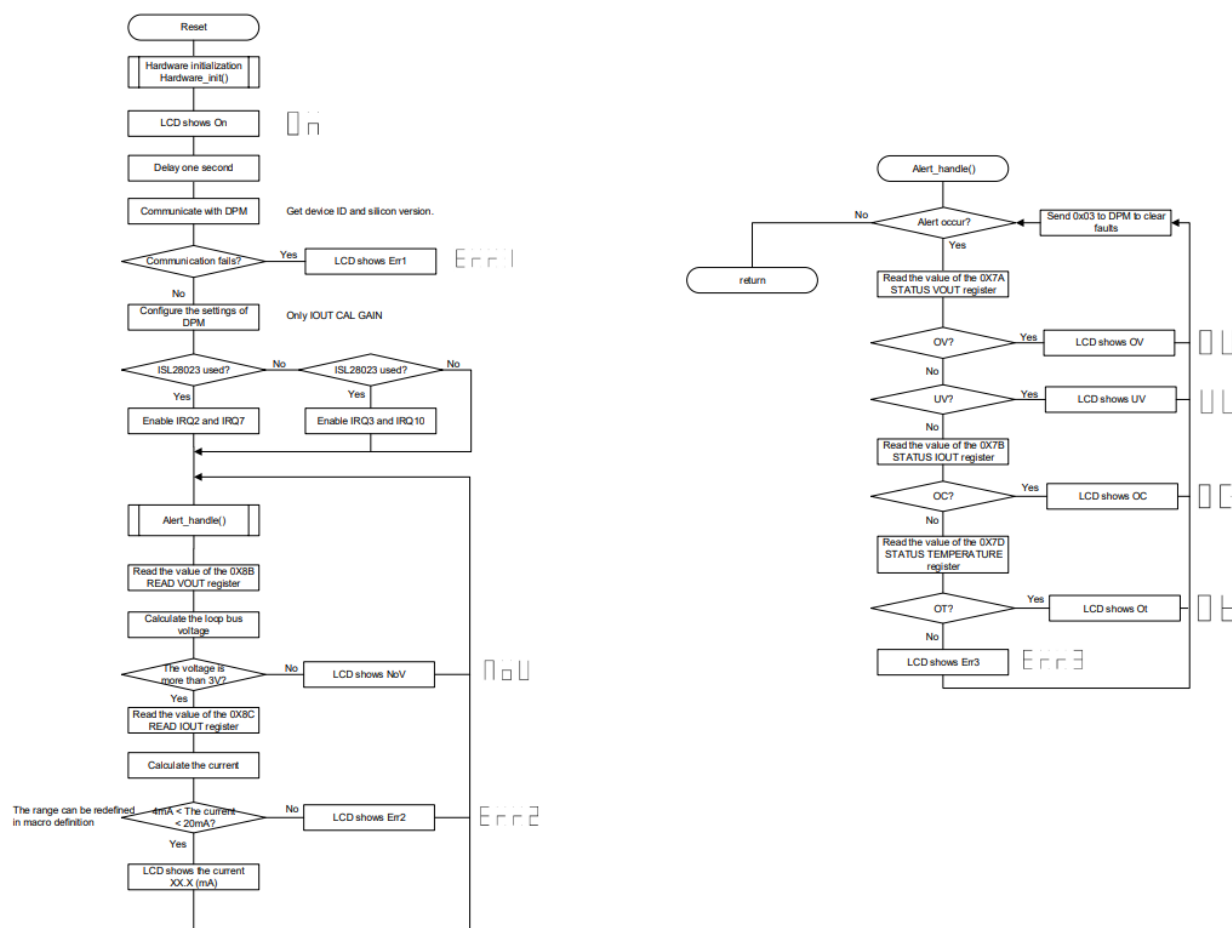 Reset
Hardware initialization
Hardware_init()
LCD shows On
On
Delay one second
Communicate with DPM
Get device ID and silicon version.
Communication fails?
Yes
LCD shows Err1
Err1
No
Configure the settings of
DPM
Only IOUT CAL GAIN
ISL28023 used?
No
ISL28023 used?
No
Yes
Yes
Enable IRQ2 and IRQ7
Enable IRQ3 and IRQ10
Alert_handle()
Read the value of the 0X8B
READ VOUT register
Calculate the loop bus
voltage
The voltage is
more than 3V?
No
LCD shows NoV
NoU
Yes
Read the value of the 0X8C
READ IOUT register
Calculate the current
The range can be redefined
in macro definition
4mA < The current
< 20mA?
No
LCD shows Err2
Err2
Yes
LCD shows the current
XX.X (mA)
Alert_handle()
No
Alert occur?
Send 0x03 to DPM to clear
faults
Yes
return
Read the value of the 0X7A
STATUS VOUT register
OV?
Yes
LCD shows OV
No
UV?
Yes
LCD shows UV
No
Read the value of the 0X7B
STATUS IOUT register
OC?
Yes
LCD shows OC
No
Read the value of the 0X7D
STATUS TEMPERATURE
register
OT?
Yes
LCD shows Ot
No
LCD shows Err3
Err3